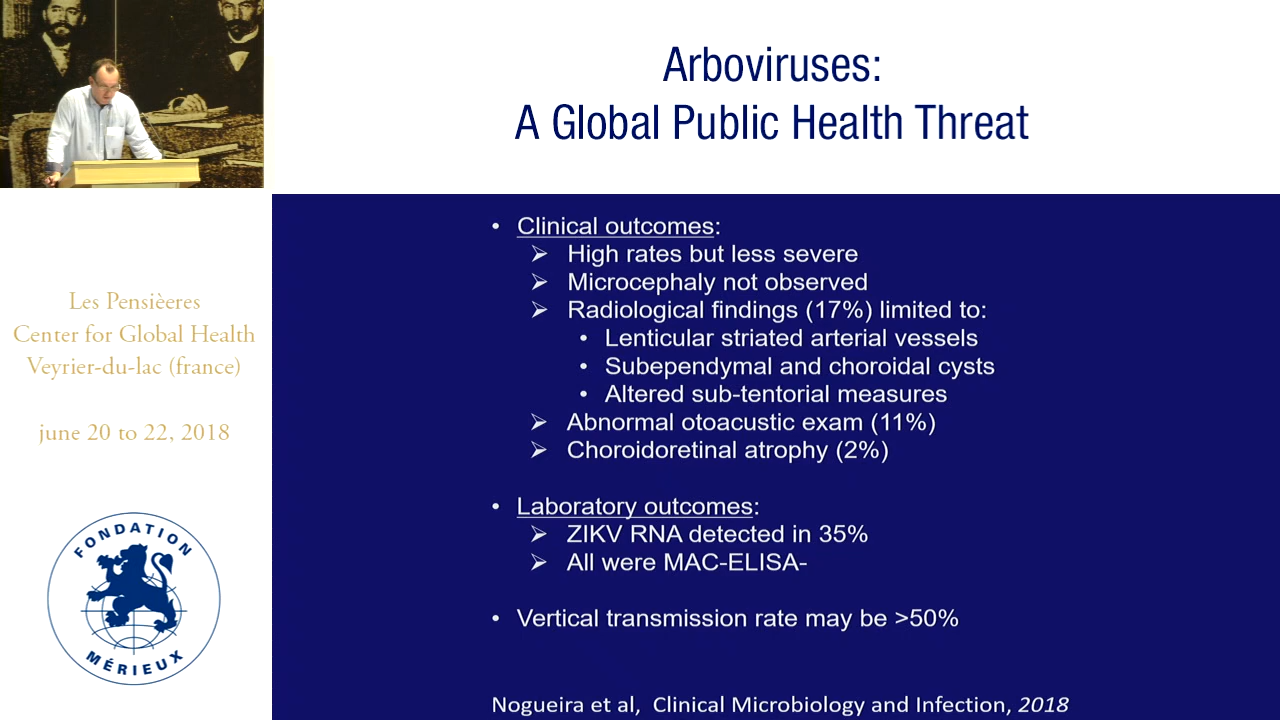 Arboviruses:
A Global Public Health Threat
Les Pensièeres
Center for Global Health
Veyrier-du-lac (france)
june 20 to 22, 2018
FONDATION
MÉRIEUX
• Clinical outcomes:
➢ High rates but less severe
➢ Microcephaly not observed
➢ Radiological findings (17%) limited to:
• Lenticular striated arterial vessels
• Subependymal and choroidal cysts
• Altered sub-tentorial measures
➢ Abnormal otoacustic exam (11%)
➢ Choroidoretinal atrophy (2%)
• Laboratory outcomes:
➢ ZIKV RNA detected in 35%
➢ All were MAC-ELISA-
• Vertical transmission rate may be >50%
Nogueira et al, Clinical Microbiology and Infection, 2018